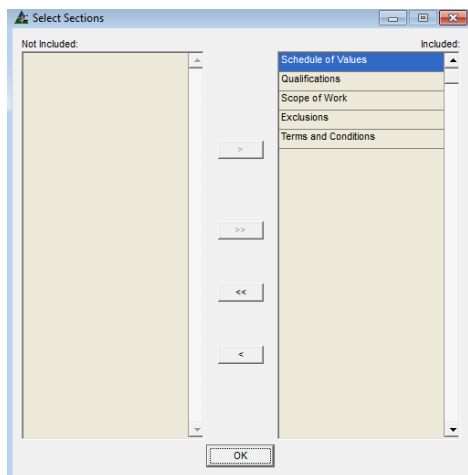 Select Sections
Not Included:
Included:
Schedule of Values
Qualifications
Scope of Work
Exclusions
Terms and Conditions
>
>>
<<
<
OK